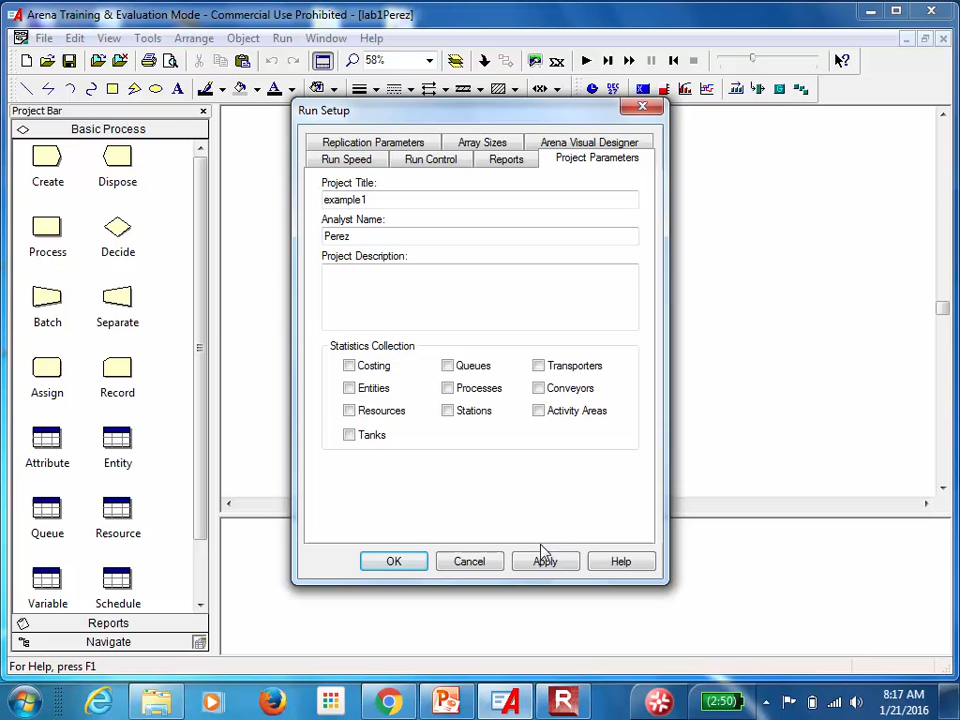 Arena Training & Evaluation Mode - Commercial Use Prohibited - [lab1Perez]
File Edit View Tools Arrange Object Run Window Help
58%
Project Bar
Basic Process
Create
Dispose
Process
Decide
Batch
Separate
Assign
Record
Attribute
Entity
Queue
Resource
Variable
Schedule
Reports
Navigate
Run Setup
Replication Parameters
Array Sizes
Arena Visual Designer
Run Speed
Run Control
Reports
Project Parameters
Project Title:
example1
Analyst Name:
Perez
Project Description:
Statistics Collection
Costing
Queues
Transporters
Entities
Processes
Conveyors
Resources
Stations
Activity Areas
Tanks
OK
Cancel
Apply
Help
For Help, press F1
(2:50)
8:17 AM
1/21/2016